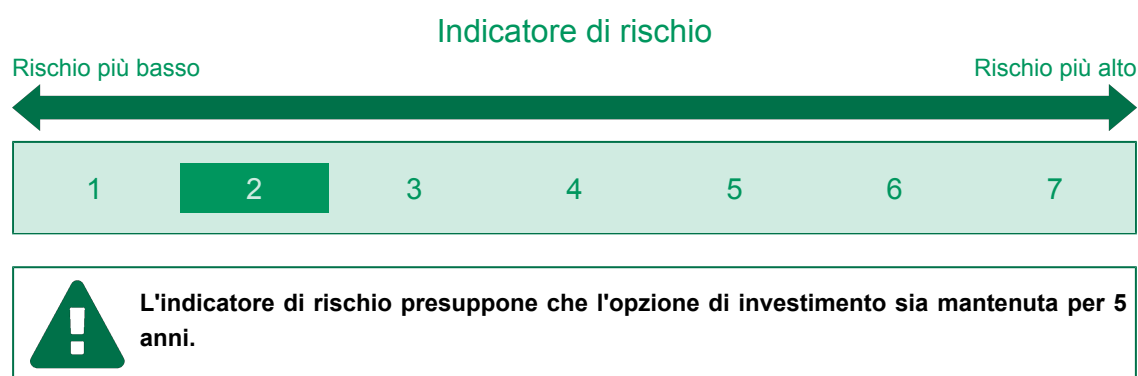 Indicatore di rischio
Rischio più basso Rischio più alto
1 2 3 4 5 6 7
L'indicatore di rischio presuppone che l'opzione di investimento sia mantenuta per 5
anni.